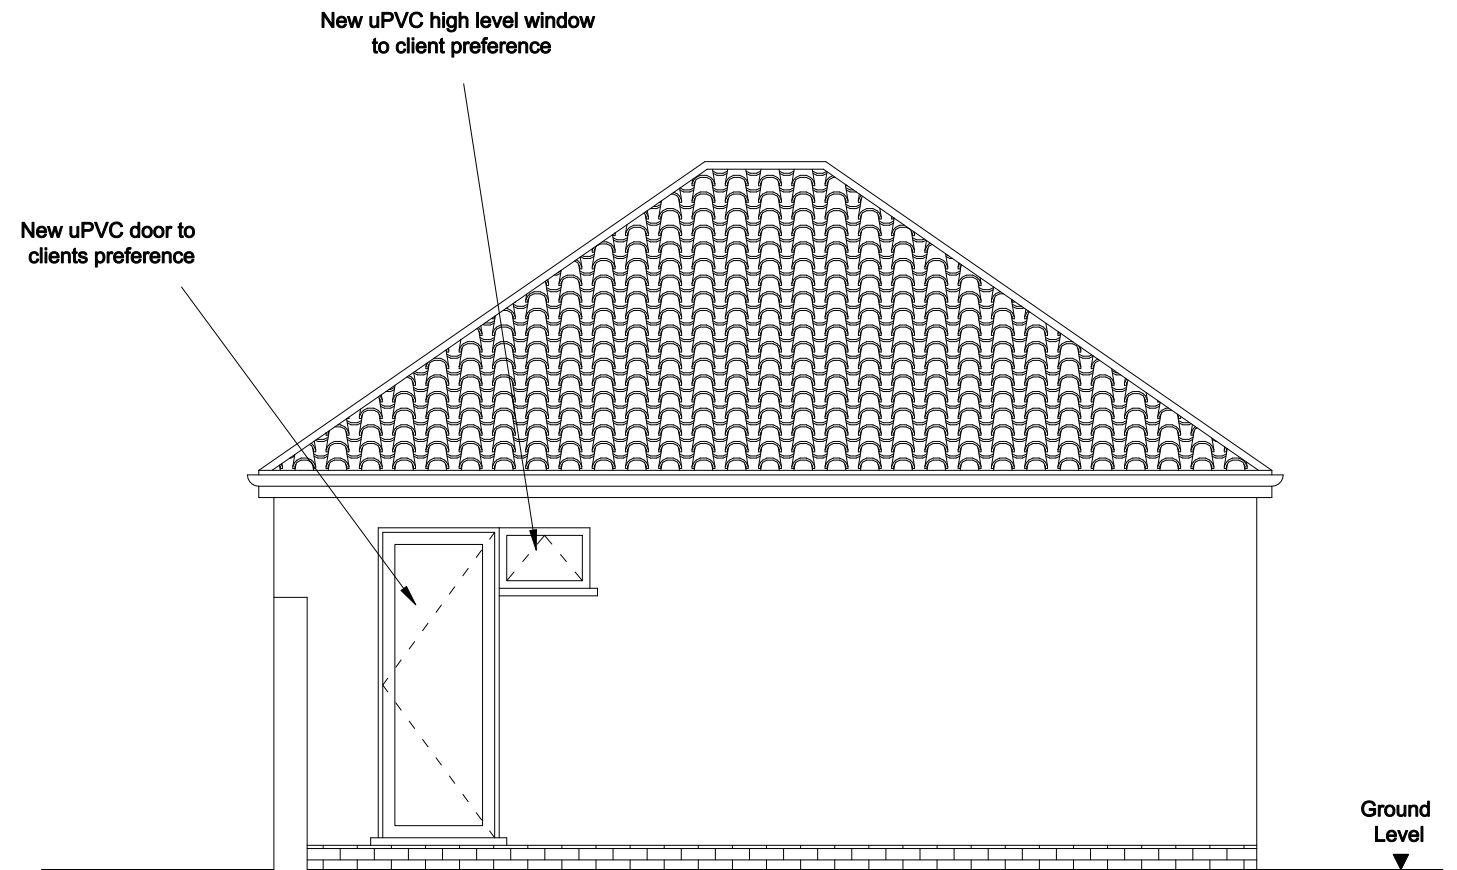 New uPVC high level window
to client preference
New uPVC door to
clients preference
Ground
Level